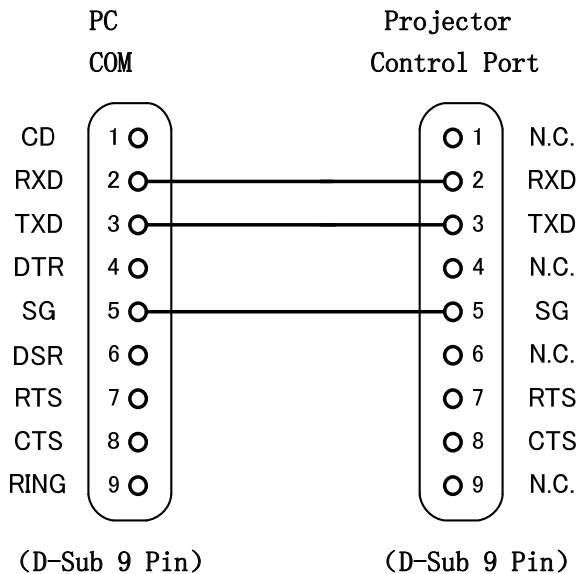 PC Projector
COM Control Port
CD 1 1 N.C.
RXD 2 2 RXD
TXD 3 3 TXD
DTR 4 4 N.C.
SG 5 5 SG
DSR 6 6 N.C.
RTS 7 7 RTS
CTS 8 8 CTS
RING 9 9 N.C.
(D-Sub 9 Pin) (D-Sub 9 Pin)